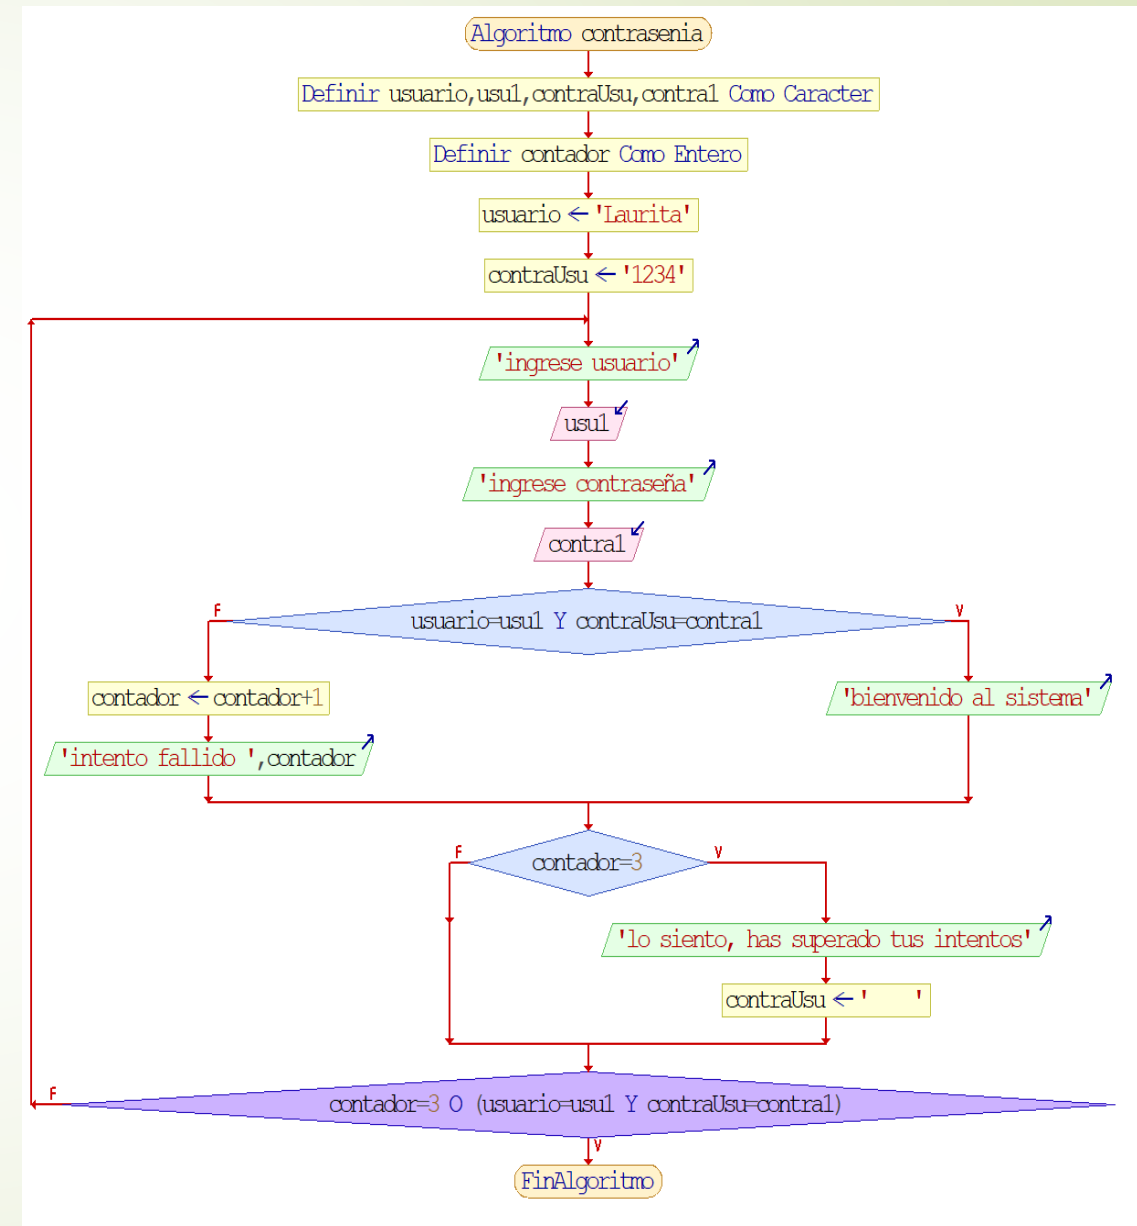 Algoritmo contrasenia
Definir usuario,usu1,contraUsu,contra1 Como Caracter
Definir contador Como Entero
usuario ← 'Laurita'
contraUsu ← '1234'
'ingrese usuario'
usu1
'ingrese contraseña'
contra1
usuario=usu1 Y contraUsu=contra1
F
V
contador ← contador+1
'bienvenido al sistema'
'intento fallido ',contador
contador=3
F
V
'lo siento, has superado tus intentos'
contraUsu ← '    '
contador=3 O (usuario=usu1 Y contraUsu=contra1)
F
V
FinAlgoritmo